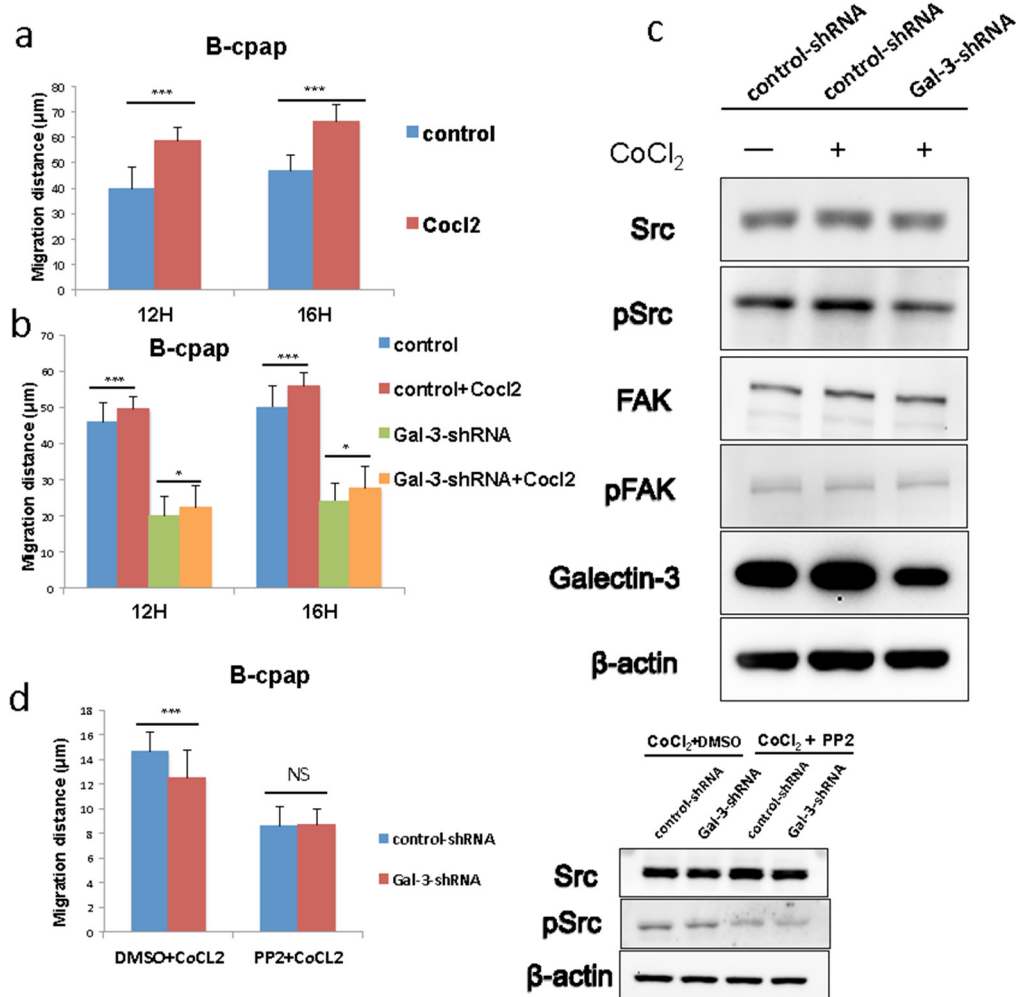 a
B-cpap
Migration distance (µm)
80
70
60
50
40
30
20
10
0
***
***
12H
16H
control
Cocl2
b
B-cpap
Migration distance (µm)
70
60
50
40
30
20
10
0
***
*
***
*
12H
16H
control
control+Cocl2
Gal-3-shRNA
Gal-3-shRNA+Cocl2
c
control-shRNA
control-shRNA
Gal-3-shRNA
CoCl2 — + +
Src
pSrc
FAK
pFAK
Galectin-3
β-actin
d
B-cpap
Migration distance (µm)
18
16
14
12
10
8
6
4
2
0
***
NS
DMSO+CoCL2
PP2+CoCL2
control-shRNA
Gal-3-shRNA
CoCl2+DMSO CoCl2 + PP2
control-shRNA
Gal-3-shRNA
control-shRNA
Gal-3-shRNA
Src
pSrc
β-actin